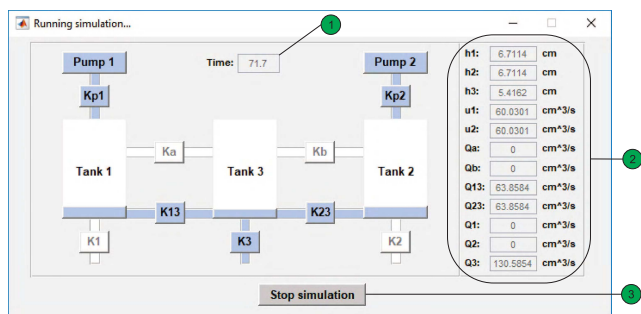 Running simulation...
1
Pump 1
Time: 71.7
Pump 2
Kp1
Kp2
Ka
Kb
Tank 1
Tank 3
Tank 2
K13
K23
K1
K3
K2
h1: 6.7114 cm
h2: 6.7114 cm
h3: 5.4162 cm
u1: 60.0301 cm^3/s
u2: 60.0301 cm^3/s
Qa: 0 cm^3/s
Qb: 0 cm^3/s
Q13: 63.8584 cm^3/s
Q23: 63.8584 cm^3/s
Q1: 0 cm^3/s
Q2: 0 cm^3/s
Q3: 130.5854 cm^3/s
2
Stop simulation
3